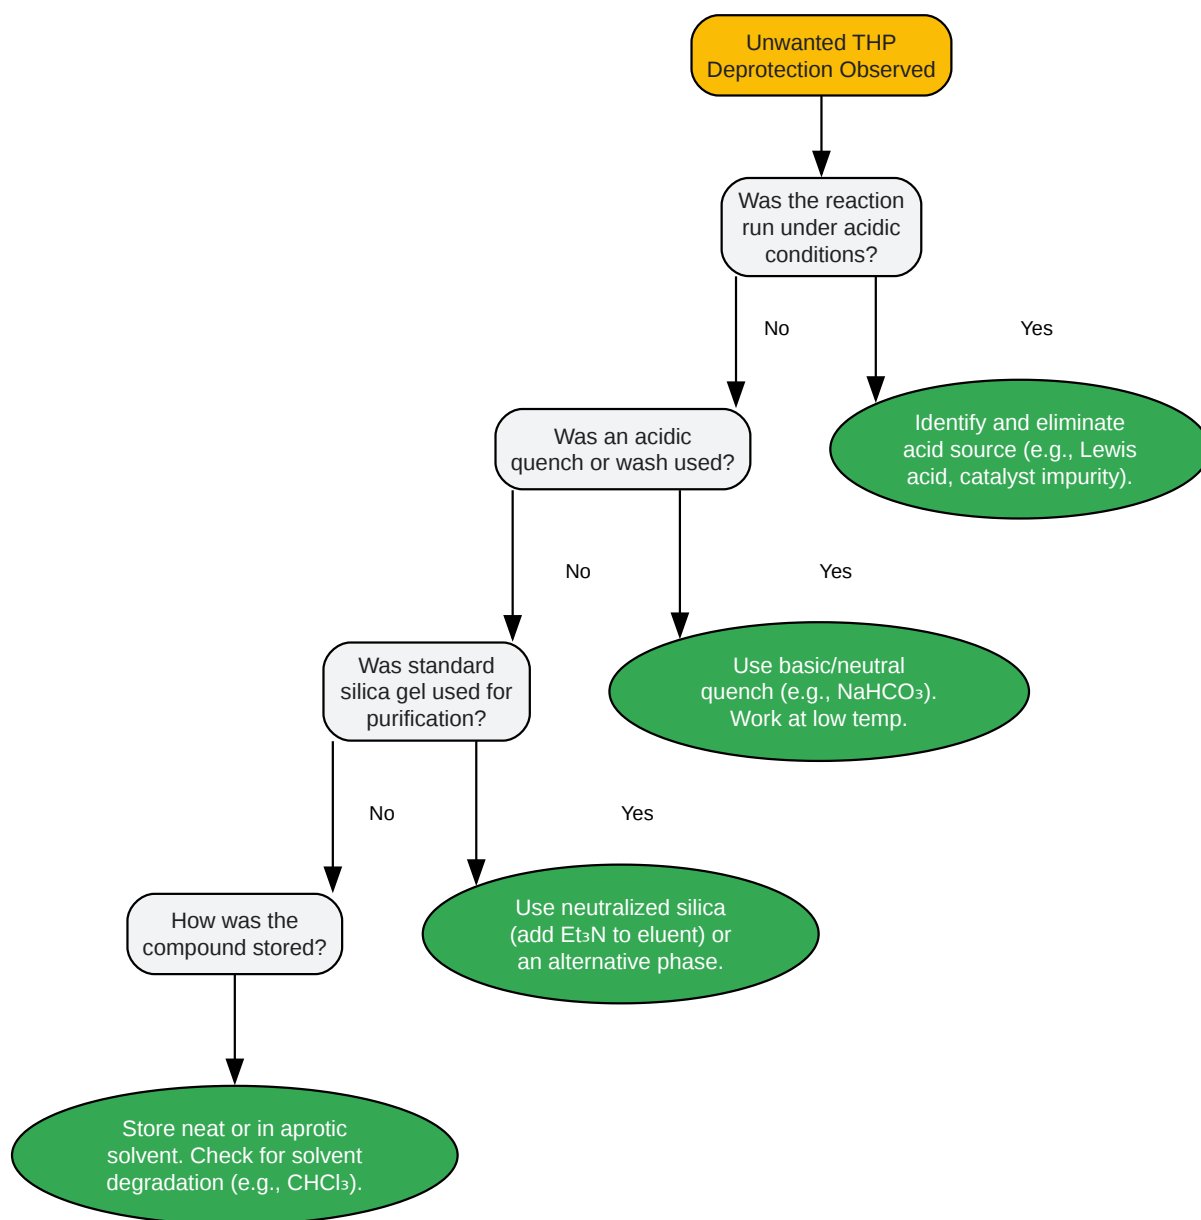 Unwanted THP
Deprotection Observed
Was the reaction
run under acidic
conditions?
No
Yes
Identify and eliminate
acid source (e.g., Lewis
acid, catalyst impurity).
Was an acidic
quench or wash used?
No
Yes
Use basic/neutral
quench (e.g., NaHCO₃).
Work at low temp.
Was standard
silica gel used for
purification?
No
Yes
Use neutralized silica
(add Et₃N to eluent) or
an alternative phase.
How was the
compound stored?
Store neat or in aprotic
solvent. Check for solvent
degradation (e.g., CHCl₃).